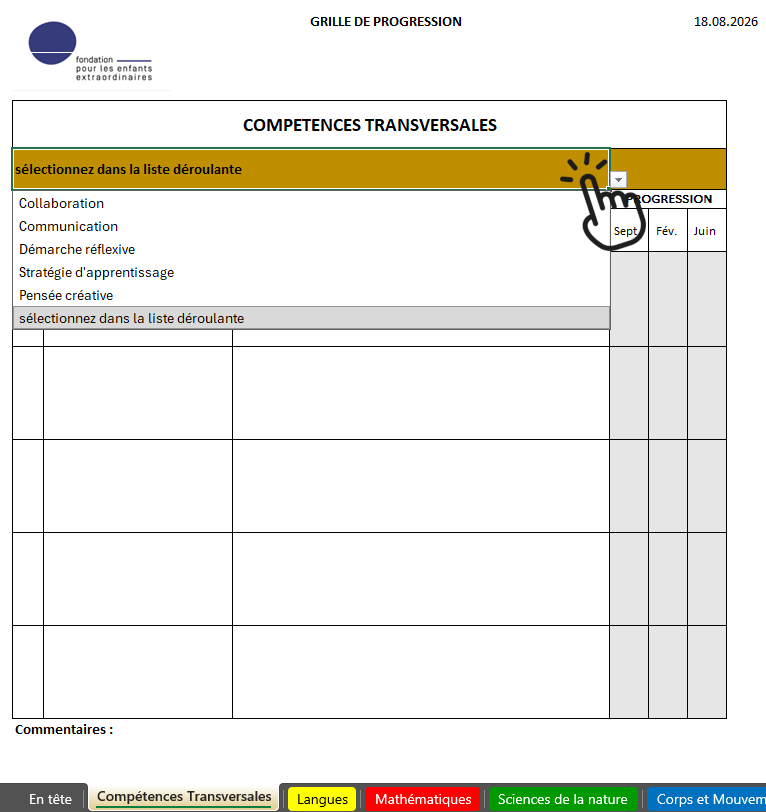 GRILLE DE PROGRESSION
18.08.2026
fondation
pour les enfants
extraordinaires
COMPETENCES TRANSVERSALES
sélectionnez dans la liste déroulante
PROGRESSION
Sept. Fév. Juin
Collaboration
Communication
Démarche réflexive
Stratégie d'apprentissage
Pensée créative
sélectionnez dans la liste déroulante
Commentaires :
En tête Compétences Transversales Langues Mathématiques Sciences de la nature Corps et Mouvem